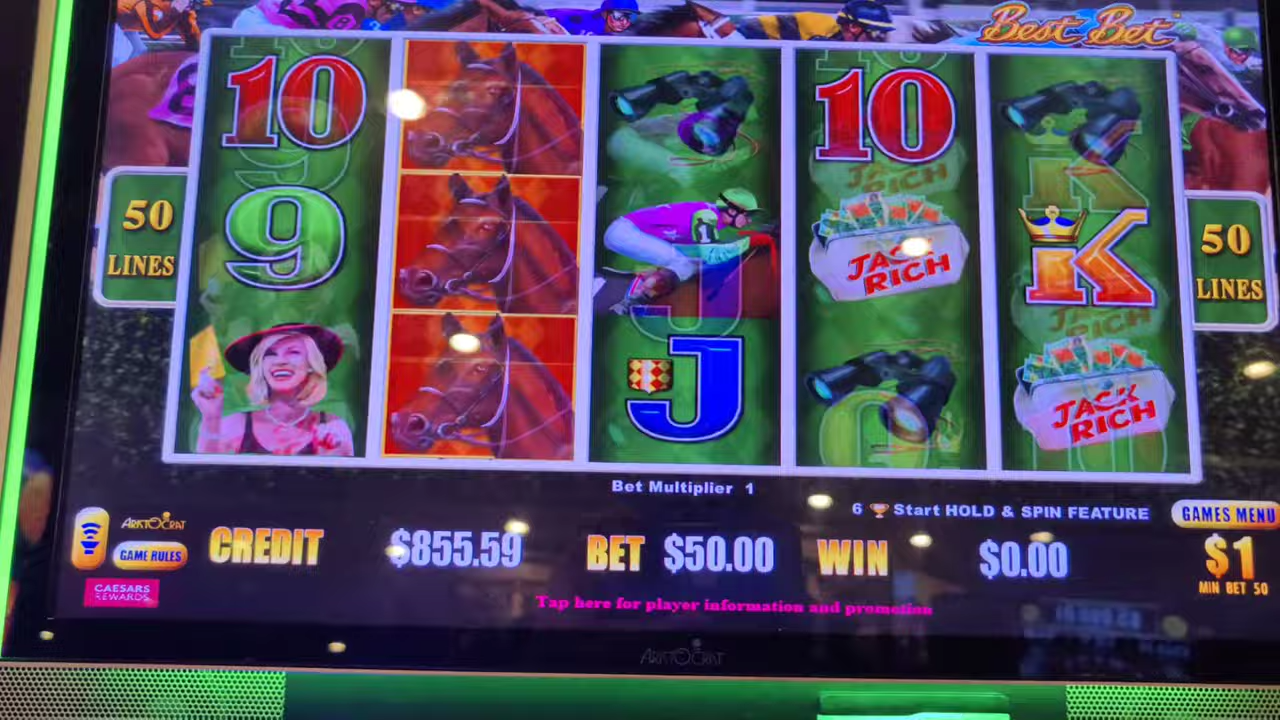 Best Bet
10
10
50
LINES
9
JACK
RICH
K
50
LINES
J
JACK
RICH
Bet Multiplier 1
6 Start HOLD & SPIN FEATURE
GAMES MENU
ARISTOCRAT
GAME RULES
CREDIT $855.59 BET $50.00 WIN $0.00
$1
MIN BET 50
CAESARS
REWARDS
Tap here for player information and promotion
ARISTOCRAT